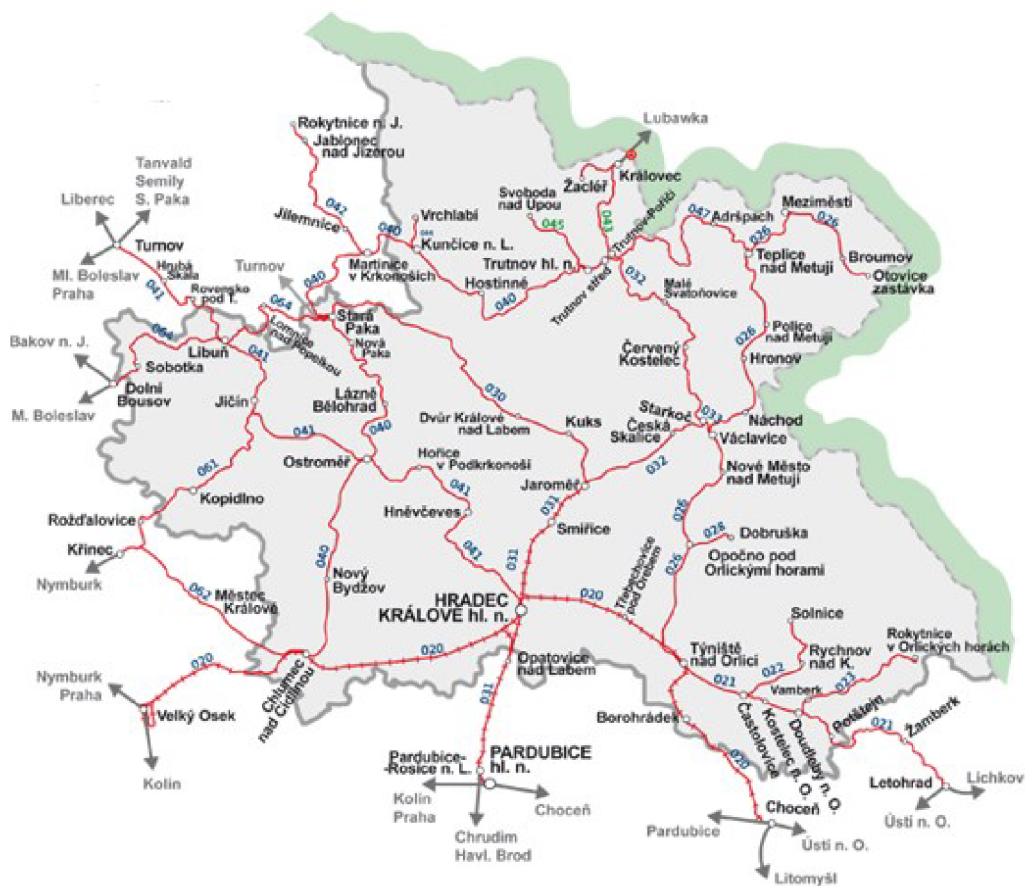 Rokytnice n. J.
Jablonec
nad Jizerou
Lubawka
Královec
Žacléř
Tanvald
Semily
S. Paka
Liberec
Turnov
Ml. Boleslav
Praha
Hrubá
Skála
041
Rovensko
pod T.
Turnov
042
Jilemnice
040
Vrchlabí
044
Kunčice n. L.
Martinice
v Krkonoších
040
Hostinné
040
Svoboda
nad Úpou
045
043
Trutnov-Poříčí
Trutnov hl. n.
Trutnov střed
032
Malé
Svatoňovice
047
Adršpach
Meziměstí
026
026
Teplice
nad Metují
Broumov
Otovice
zastávka
Police
nad Metují
026
Hronov
Červený
Kostelec
064
064
Lomnice
nad Popelkou
Stará
Paka
Nová
Paka
Bakov n. J.
Sobotka
Libuň
041
Dolní
Bousov
M. Boleslav
Jičín
041
Lázně
Bělohrad
040
030
Dvůr Králové
nad Labem
Kuks
Starkoč
033
Náchod
Česká
Skalice
Václavice
032
Ostroměř
Hořice
v Podkrkonoší
Jaroměř
Nové Město
nad Metují
061
Kopidlno
041
Hněvčeves
031
Smiřice
026
028
Dobruška
Rožďalovice
Křinec
Nymburk
041
031
026
Opočno pod
Orlickými horami
040
Nový
Bydžov
062
Městec
Králové
HRADEC
KRÁLOVÉ hl. n.
020
Třebechovice
pod Orebem
Solnice
Rokytnice
v Orlických horách
020
Nymburk
Praha
Velký Osek
Kolín
Chlumec
nad Cidlinou
020
Opatovice
nad Labem
031
Týniště
nad Orlicí
021
022
Rychnov
nad K.
Vamberk
023
Potštejn
021
Žamberk
Borohrádek
Častolovice
Kostelec n. O.
Doudleby n. O.
020
Pardubice-
-Rosice n. L.
PARDUBICE
hl. n.
Kolín
Praha
Choceň
Chrudim
Havl. Brod
Letohrad
Lichkov
Ústí n. O.
Choceň
Pardubice
Ústí n. O.
Litomyšl